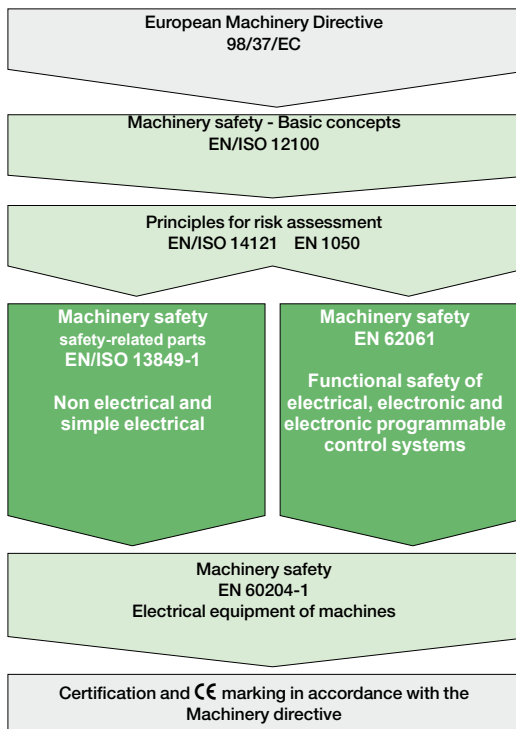 European Machinery Directive
98/37/EC
Machinery safety - Basic concepts
EN/ISO 12100
Principles for risk assessment
EN/ISO 14121 EN 1050
Machinery safety
safety-related parts
EN/ISO 13849-1
Non electrical and
simple electrical
Machinery safety
EN 62061
Functional safety of
electrical, electronic and
electronic programmable
control systems
Machinery safety
EN 60204-1
Electrical equipment of machines
Certification and CE marking in accordance with the
Machinery directive